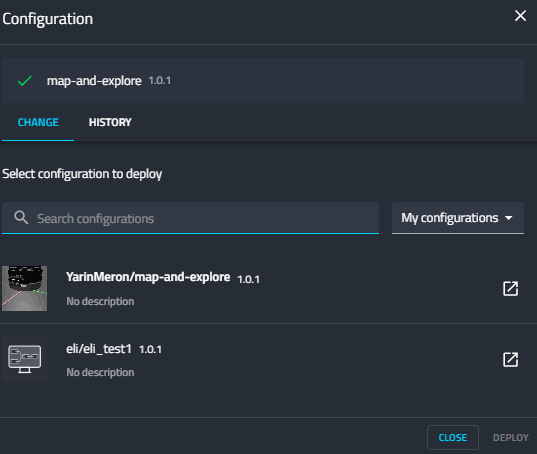 Configuration
map-and-explore 1.0.1
CHANGE HISTORY
Select configuration to deploy
Search configurations My configurations
YarinMeron/map-and-explore 1.0.1
No description
eli/eli_test1 1.0.1
No description
CLOSE DEPLOY